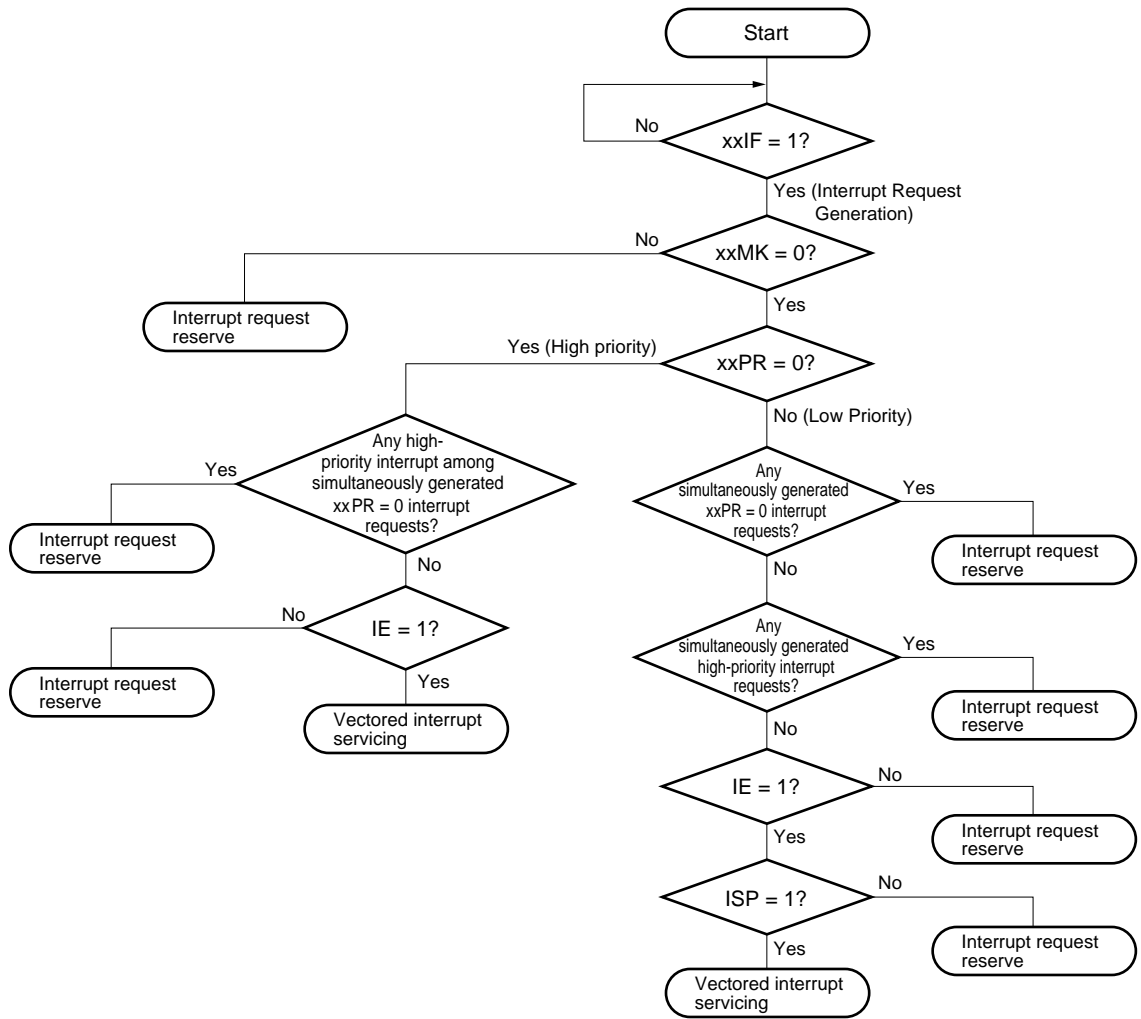 Start
No
xxIF = 1?
Yes (Interrupt Request
Generation)
No
xxMK = 0?
Interrupt request
reserve
Yes
Yes (High priority)
xxPR = 0?
No (Low Priority)
Any high-
priority interrupt among
simultaneously generated
xxPR = 0 interrupt
requests?
Yes
Interrupt request
reserve
No
Any
simultaneously generated
xxPR = 0 interrupt
requests?
Yes
Interrupt request
reserve
No
No
IE = 1?
Interrupt request
reserve
Yes
Vectored interrupt
servicing
Any
simultaneously generated
high-priority interrupt
requests?
Yes
Interrupt request
reserve
No
IE = 1?
No
Interrupt request
reserve
Yes
ISP = 1?
No
Interrupt request
reserve
Yes
Vectored interrupt
servicing